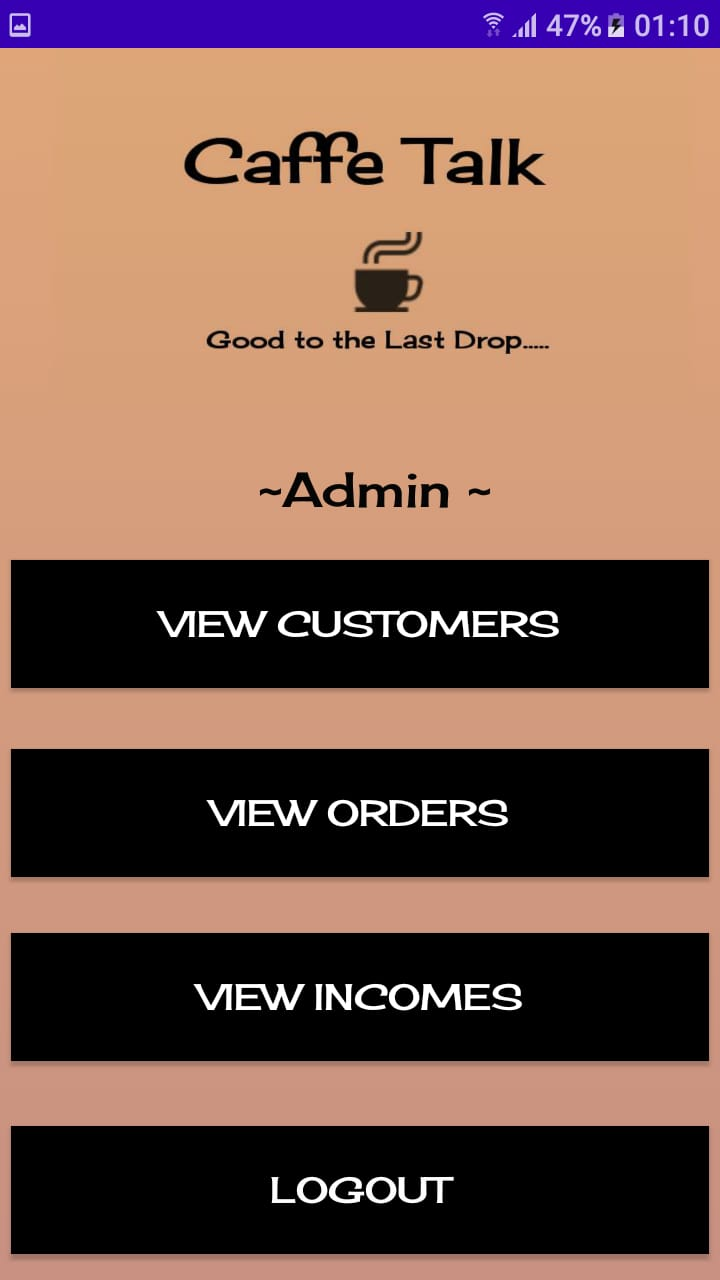 47% 01:10
Caffe Talk
Good to the Last Drop.....
~Admin ~
VIEW CUSTOMERS
VIEW ORDERS
VIEW INCOMES
LOGOUT